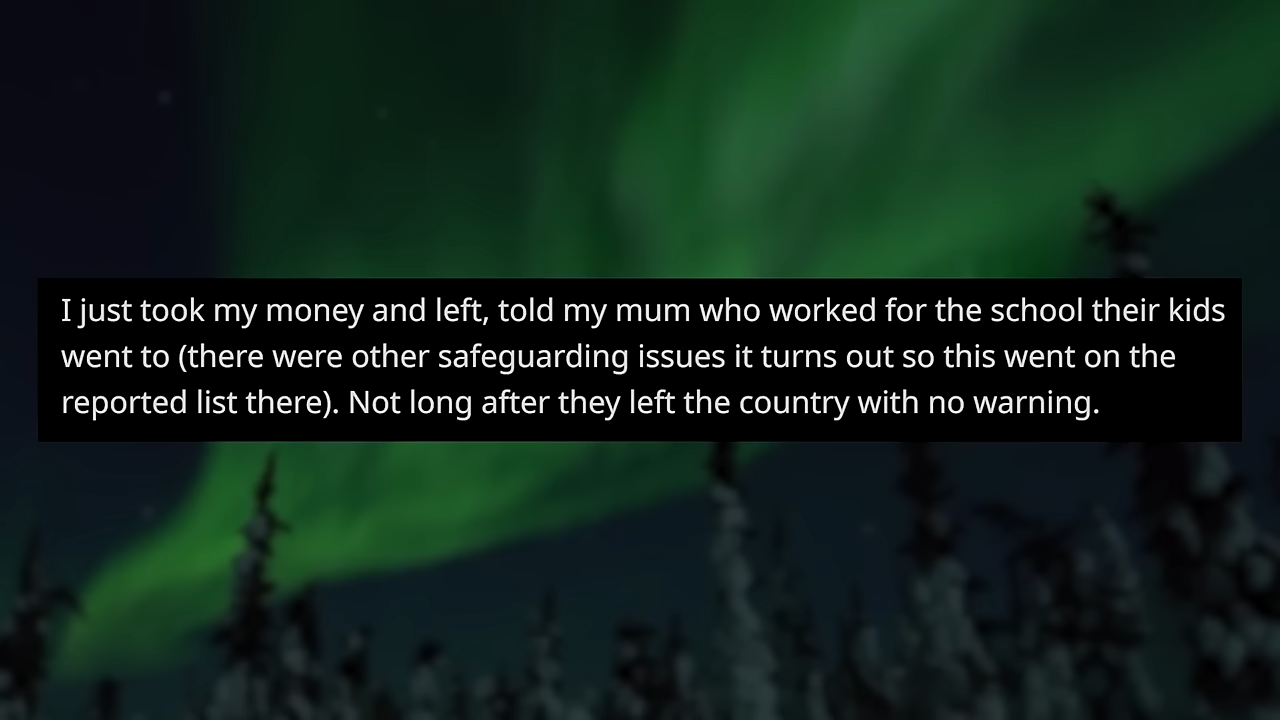 I just took my money and left, told my mum who worked for the school their kids
went to (there were other safeguarding issues it turns out so this went on the
reported list there). Not long after they left the country with no warning.